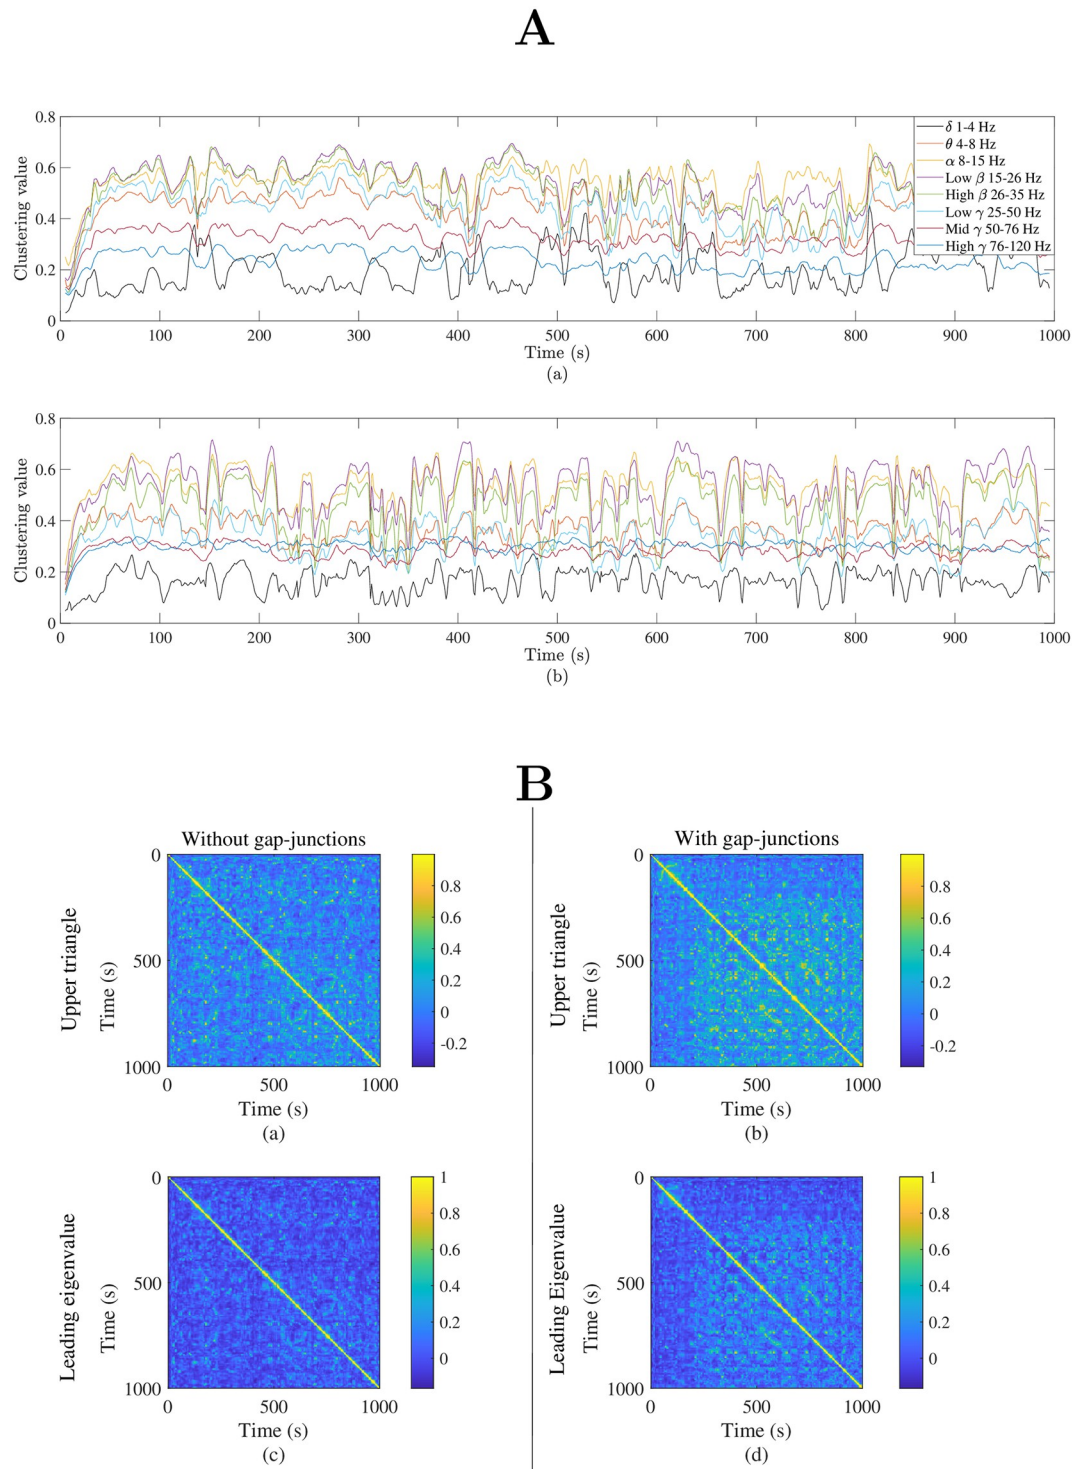 A
0.8
0.6
0.4
0.2
0
Clustering value
δ 1-4 Hz
θ 4-8 Hz
α 8-15 Hz
Low β 15-26 Hz
High β 26-35 Hz
Low γ 25-50 Hz
Mid γ 50-76 Hz
High γ 76-120 Hz
0 100 200 300 400 500 600 700 800 900 1000
Time (s)
(a)
0.8
0.6
0.4
0.2
0
Clustering value
0 100 200 300 400 500 600 700 800 900 1000
Time (s)
(b)
B
Without gap-junctions
Upper triangle
Time (s)
0
500
1000
0 500 1000
0.8
0.6
0.4
0.2
0
-0.2
Time (s)
(a)
With gap-junctions
Upper triangle
Time (s)
0
500
1000
0 500 1000
0.8
0.6
0.4
0.2
0
-0.2
Time (s)
(b)
Leading eigenvalue
Time (s)
0
500
1000
0 500 1000
1
0.8
0.6
0.4
0.2
0
Time (s)
(c)
Leading Eigenvalue
Time (s)
0
500
1000
0 500 1000
1
0.8
0.6
0.4
0.2
0
Time (s)
(d)